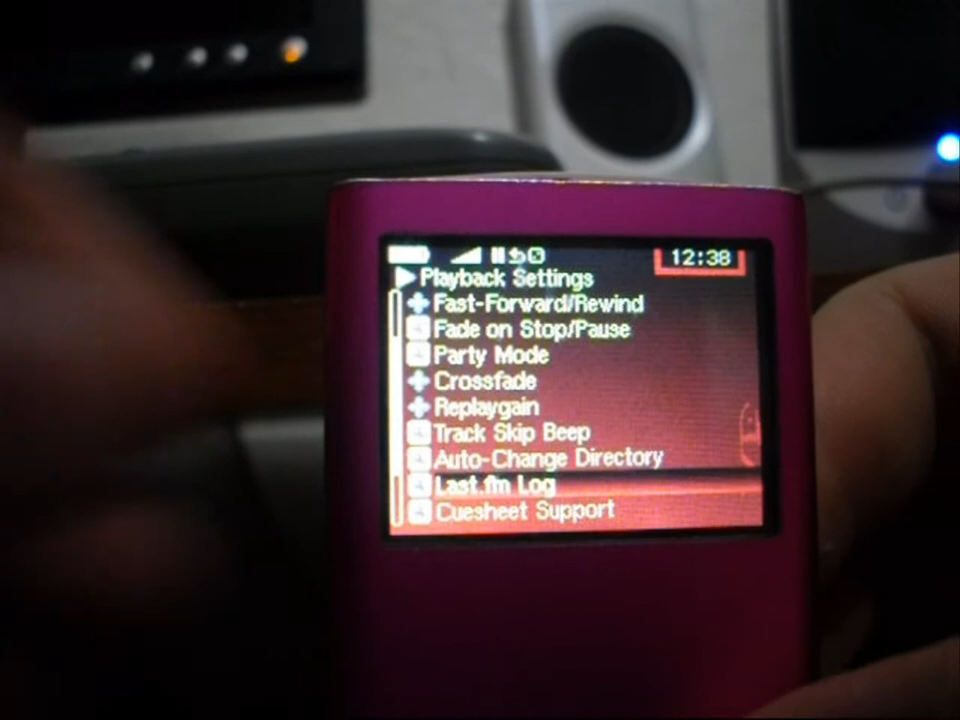 12:38
Playback Settings
Fast-Forward/Rewind
Fade on Stop/Pause
Party Mode
Crossfade
Replaygain
Track Skip Beep
Auto-Change Directory
Last.fm Log
Cuesheet Support